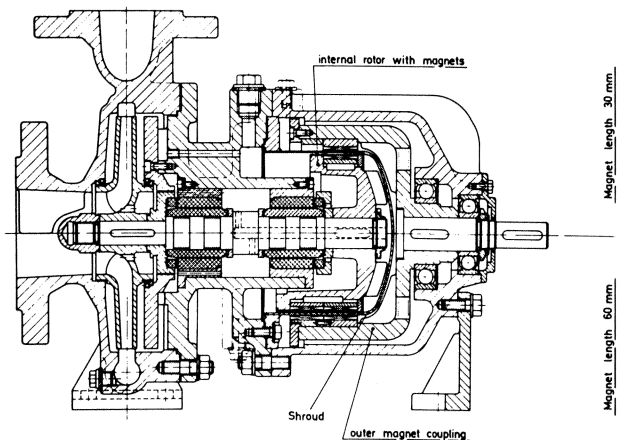 internal rotor with magnets
Magnet length 30 mm
Magnet length 60 mm
Shroud
outer magnet coupling